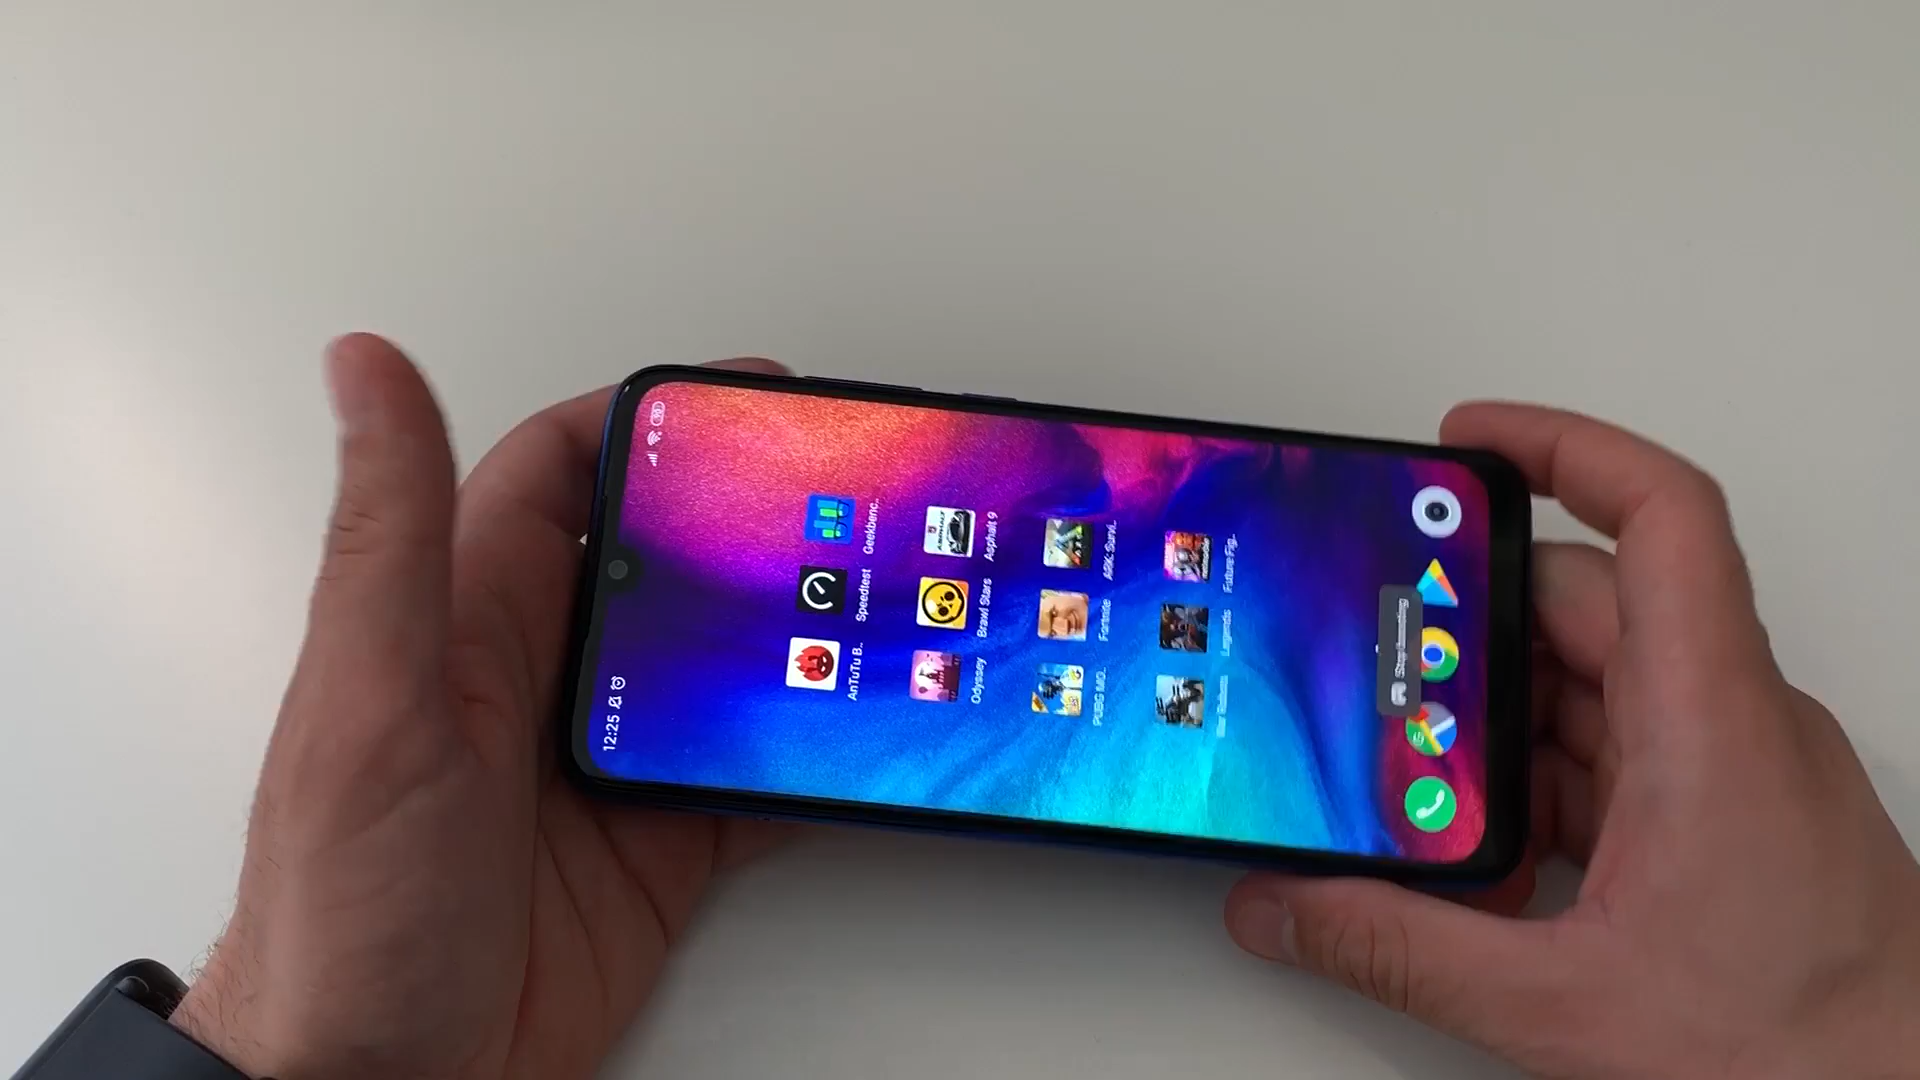 12:25
AnTuTu B..
Speedtest
Geekbenc..
Odyssey
Brawl Stars
Asphalt 9
PUBG MO..
Fortnite
ARK: Survi..
Legends
Future Fig..